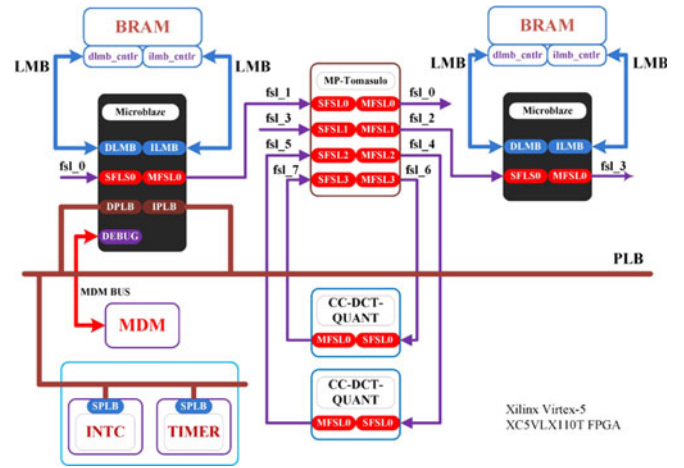 BRAM
dlmb_cntlr ilmb_cntlr
LMB
LMB
Microblaze
DLMB ILMB
fsl_0
SFLS0 MFSL0
DPLB IPLB
DEBUG
fsl_1
fsl_3
fsl_5
fsl_7
MP-Tomasulo
SFSL0 MFSL0
SFSL1 MFSL1
SFSL2 MFSL2
SFSL3 MFSL3
fsl_0
fsl_2
fsl_4
fsl_6
BRAM
dlmb_cntlr ilmb_cntlr
LMB
LMB
Microblaze
DLMB ILMB
SFLS0 MFSL0
fsl_3
PLB
MDM BUS
MDM
CC-DCT-
QUANT
MFSL0 SFSL0
CC-DCT-
QUANT
MFSL0 SFSL0
SPLB
INTC
SPLB
TIMER
Xilinx Virtex-5
XC5VLX110T FPGA